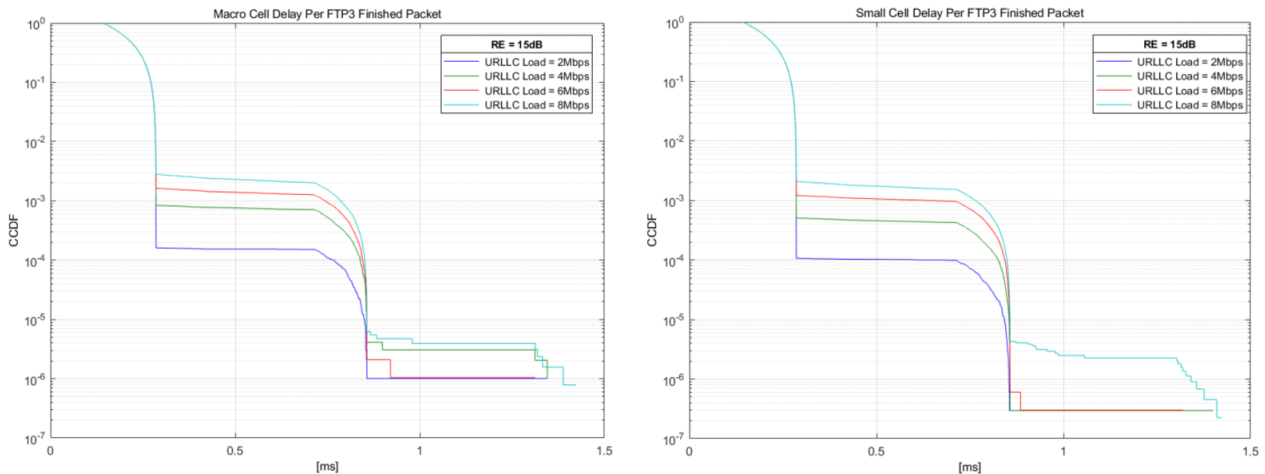 Macro Cell Delay Per FTP3 Finished Packet
10^0
10^-1
10^-2
10^-3
10^-4
10^-5
10^-6
10^-7
CCDF
RE = 15dB
URLLC Load = 2Mbps
URLLC Load = 4Mbps
URLLC Load = 6Mbps
URLLC Load = 8Mbps
0
0.5
1
1.5
[ms]
Small Cell Delay Per FTP3 Finished Packet
10^0
10^-1
10^-2
10^-3
10^-4
10^-5
10^-6
10^-7
CCDF
RE = 15dB
URLLC Load = 2Mbps
URLLC Load = 4Mbps
URLLC Load = 6Mbps
URLLC Load = 8Mbps
0
0.5
1
1.5
[ms]